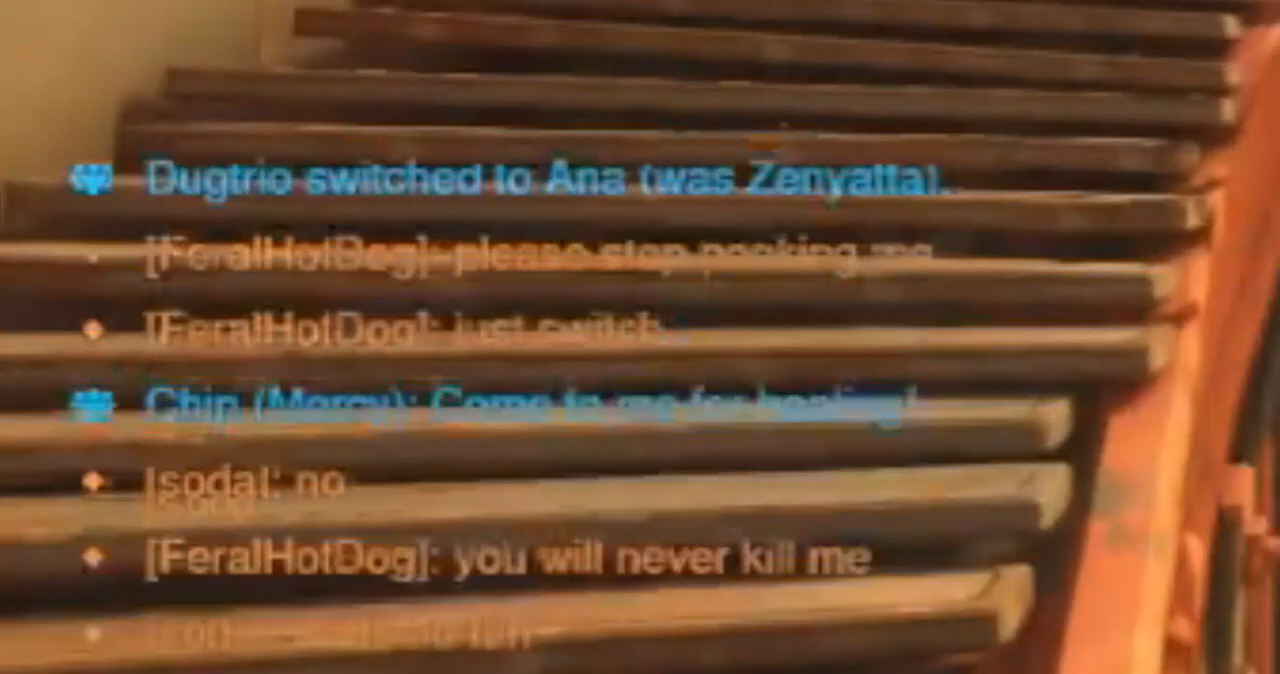 Dugtrio switched to Ana (was Zenyatta).
[FeralHotDog]: please stop peeking me
[FeralHotDog]: just switch
Chip (Mercy): Come to me for healing!
[soda]: no
[FeralHotDog]: you will never kill me